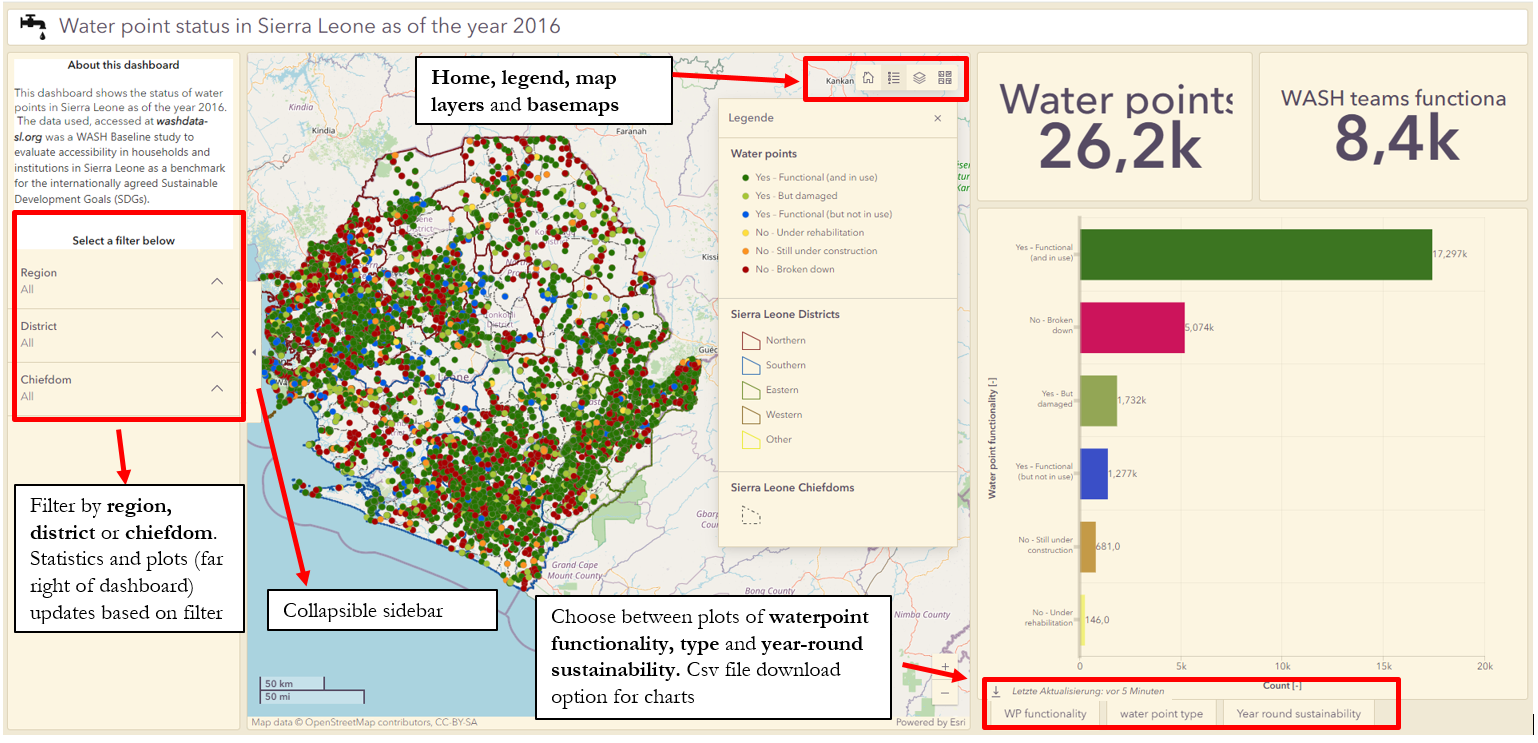 Water point status in Sierra Leone as of the year 2016
About this dashboard
This dashboard shows the status of water
points in Sierra Leone as of the year 2016.
The data used, accessed at washdata-
sl.org was a WASH Baseline study to
evaluate accessibility in households and
institutions in Sierra Leone as a benchmark
for the internationally agreed Sustainable
Development Goals (SDGs).
Select a filter below
Region
All
District
All
Chiefdom
All
Filter by region,
district or chiefdom.
Statistics and plots (far
right of dashboard)
updates based on filter
Home, legend, map
layers and basemaps
Collapsible sidebar
Kankan
Kindia
Kindia
Faranah
Kissi
Guéc
Leone
Grand Cape
Mount County
Bong County
Nimba County
50 km
50 mi
Map data © OpenStreetMap contributors, CC-BY-SA
Powered by Esri
Legende
Water points
Yes - Functional (and in use)
Yes - But damaged
Yes - Functional (but not in use)
No - Under rehabilitation
No - Still under construction
No - Broken down
Sierra Leone Districts
Northern
Southern
Eastern
Western
Other
Sierra Leone Chiefdoms
Choose between plots of waterpoint
functionality, type and year-round
sustainability. Csv file download
option for charts
Water points
26,2k
WASH teams functiona
8,4k
Water point functionality [-]
Yes - Functional
(and in use)
17,297k
No - Broken
down
5,074k
Yes - But
damaged
1,732k
Yes - Functional
(but not in use)
1,277k
No - Still under
construction
681,0
No - Under
rehabilitation
146,0
0 5k 10k 15k 20k
Count [-]
Letzte Aktualisierung: vor 5 Minuten
WP functionality water point type Year round sustainability